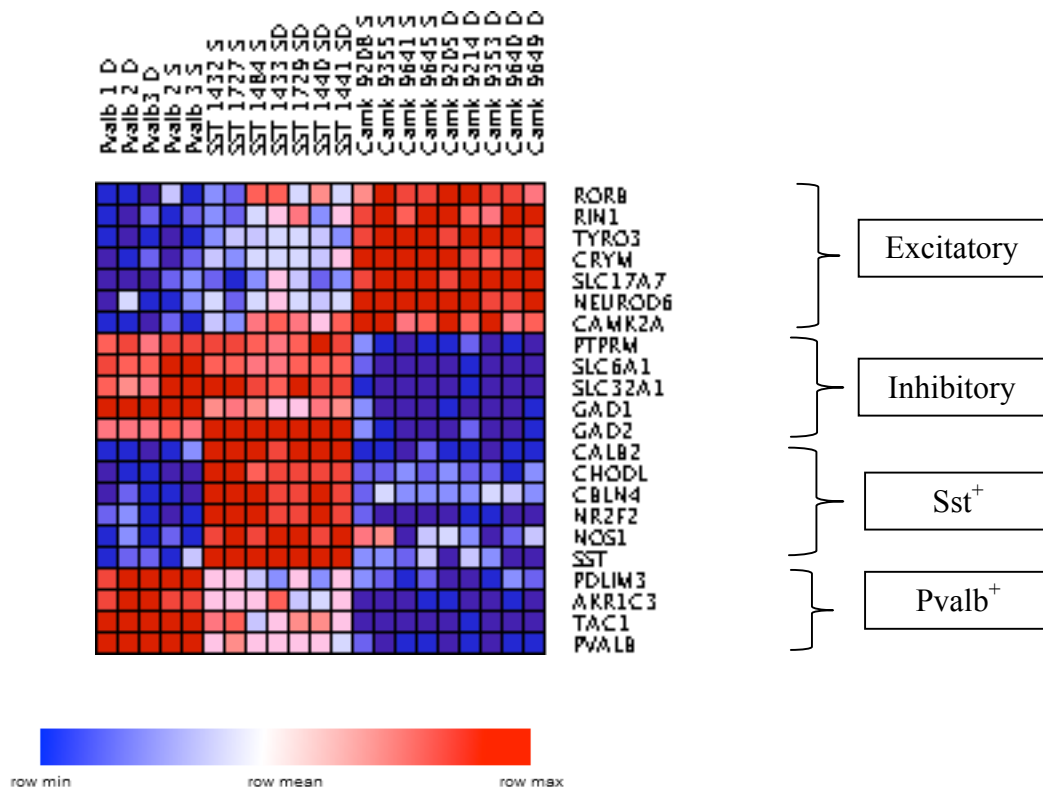 Pvalb 1 D
Pvalb 2 D
Pvalb3 D
Pvalb 2 S
Pvalb 3 S
SST 1432 S
SST 1727 S
SST 1484 S
SST 1433 SD
SST 1729 SD
SST 1440 SD
SST 1441 SD
Camk 9208 S
Camk 9355 S
Camk 9641 S
Camk 9645 S
Camk 9205 D
Camk 9214 D
Camk 9353 D
Camk 9640 D
Camk 9649 D
RORB
RIN1
TYRO3
CRYM
SLC17A7
NEUROD6
CAMK2A
PTPRM
SLC6A1
SLC32A1
GAD1
GAD2
CALB2
CHODL
CBLN4
NR2F2
NOS1
SST
PDLIM3
AKR1C3
TAC1
PVALB
Excitatory
Inhibitory
Sst⁺
Pvalb⁺
row min row mean row max